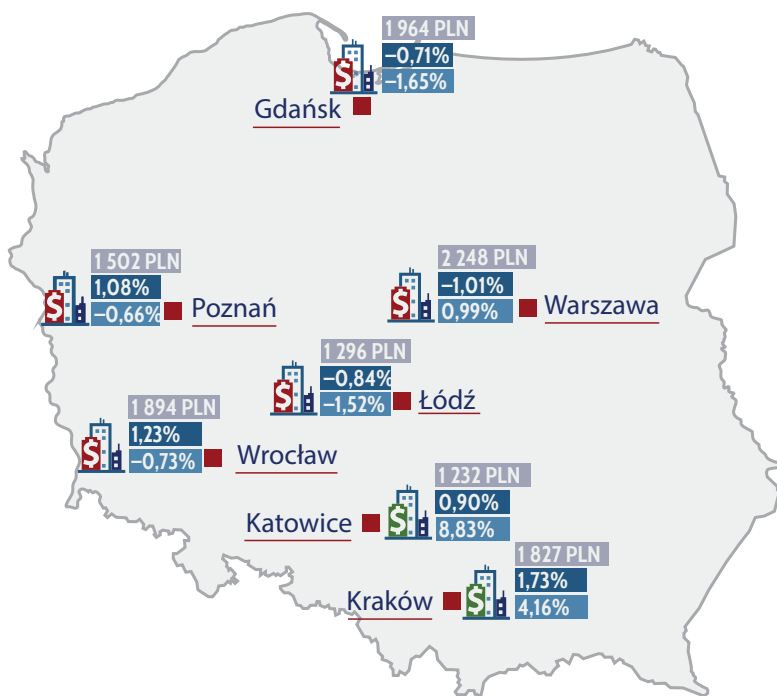 1 964 PLN
–0,71%
–1,65%
Gdańsk
1 502 PLN
1,08%
–0,66%
Poznań
2 248 PLN
–1,01%
0,99%
Warszawa
1 296 PLN
–0,84%
–1,52%
Łódź
1 894 PLN
1,23%
–0,73%
Wrocław
1 232 PLN
0,90%
8,83%
Katowice
1 827 PLN
1,73%
4,16%
Kraków